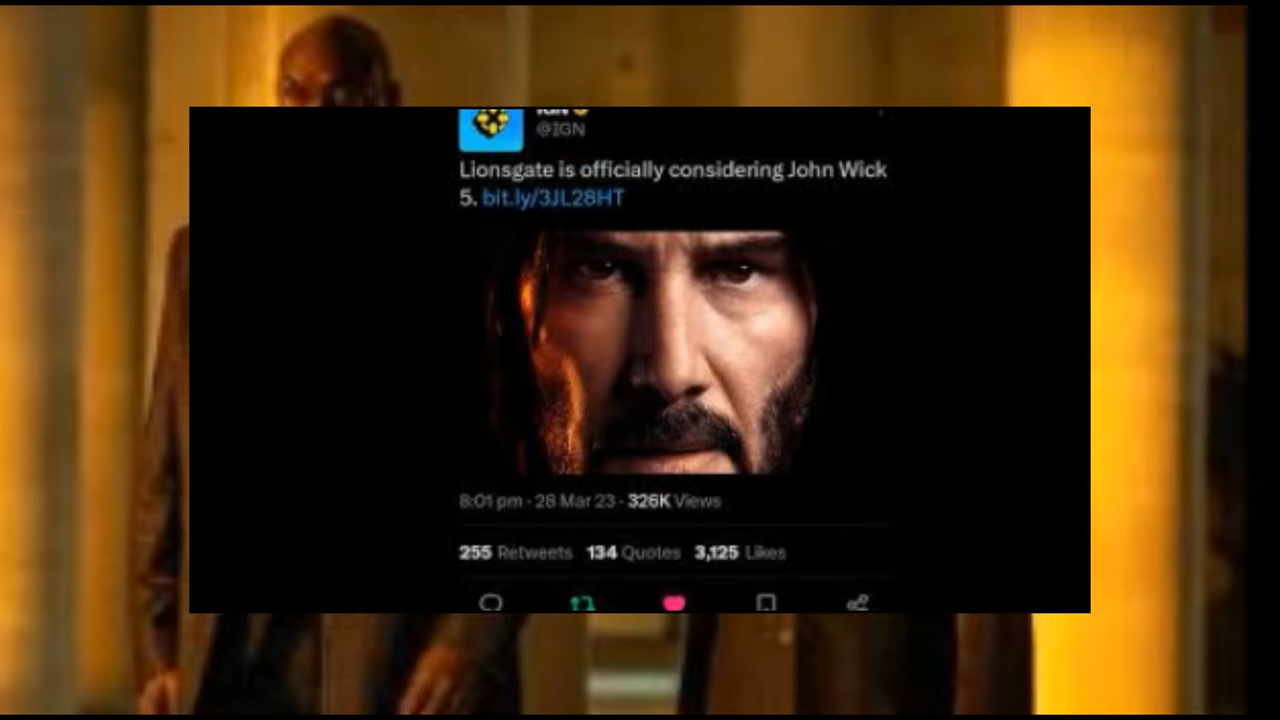 IGN
@IGN
Lionsgate is officially considering John Wick
5. bit.ly/3JL28HT
8:01 pm · 28 Mar 23 · 326K Views
255 Retweets 134 Quotes 3,125 Likes